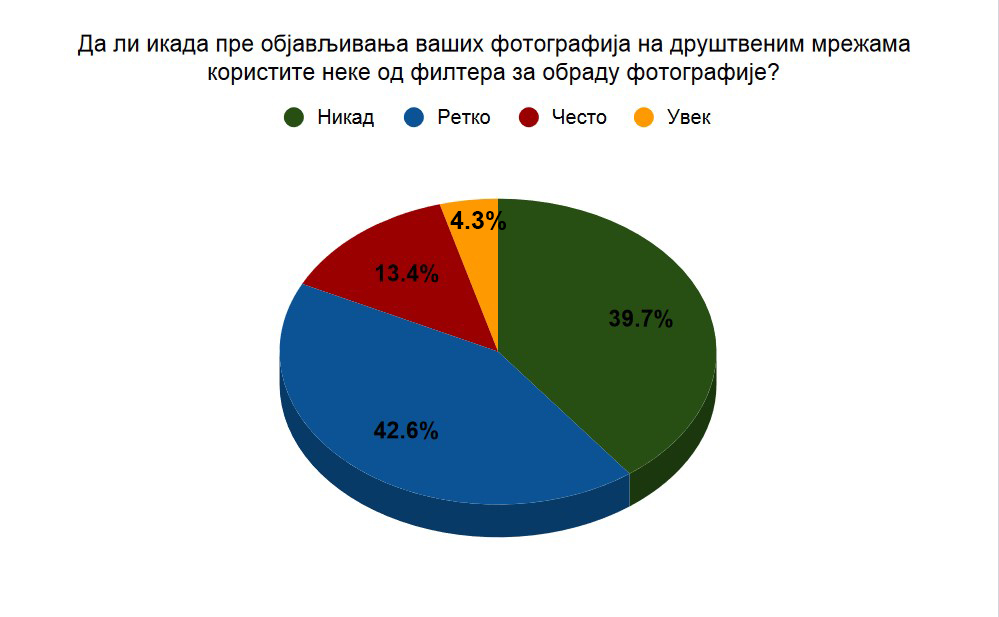 Да ли икада пре објављивања ваших фотографија на друштвеним мрежама
користите неке од филтера за обраду фотографије?
Никад Ретко Често Увек
4.3%
13.4%
39.7%
42.6%